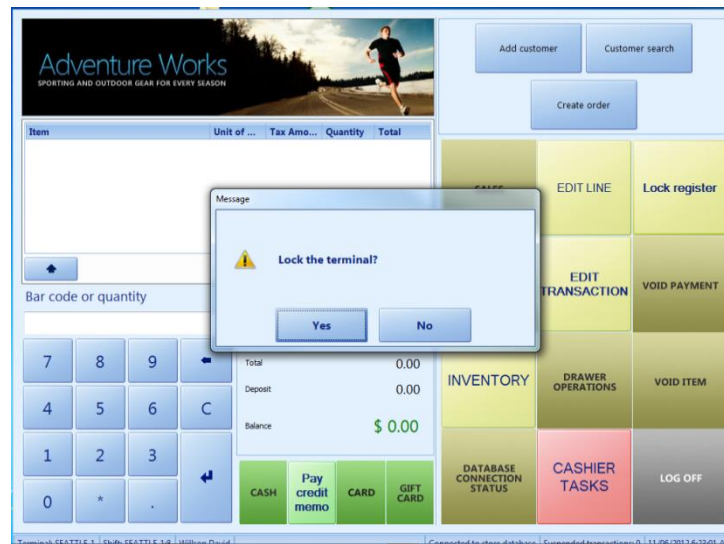 Adventure Works
SPORTING AND OUTDOOR GEAR FOR EVERY SEASON
Add customer
Customer search
Create order
Item Unit of ... Tax Amo... Quantity Total
EDIT LINE
Lock register
Message
Lock the terminal?
Yes
No
EDIT
TRANSACTION
VOID PAYMENT
Bar code or quantity
7 8 9
4 5 6 C
1 2 3
0 * .
Total 0.00
Deposit 0.00
Balance $ 0.00
INVENTORY
DRAWER
OPERATIONS
VOID ITEM
CASH
Pay
credit
memo
CARD
GIFT
CARD
DATABASE
CONNECTION
STATUS
CASHIER
TASKS
LOG OFF